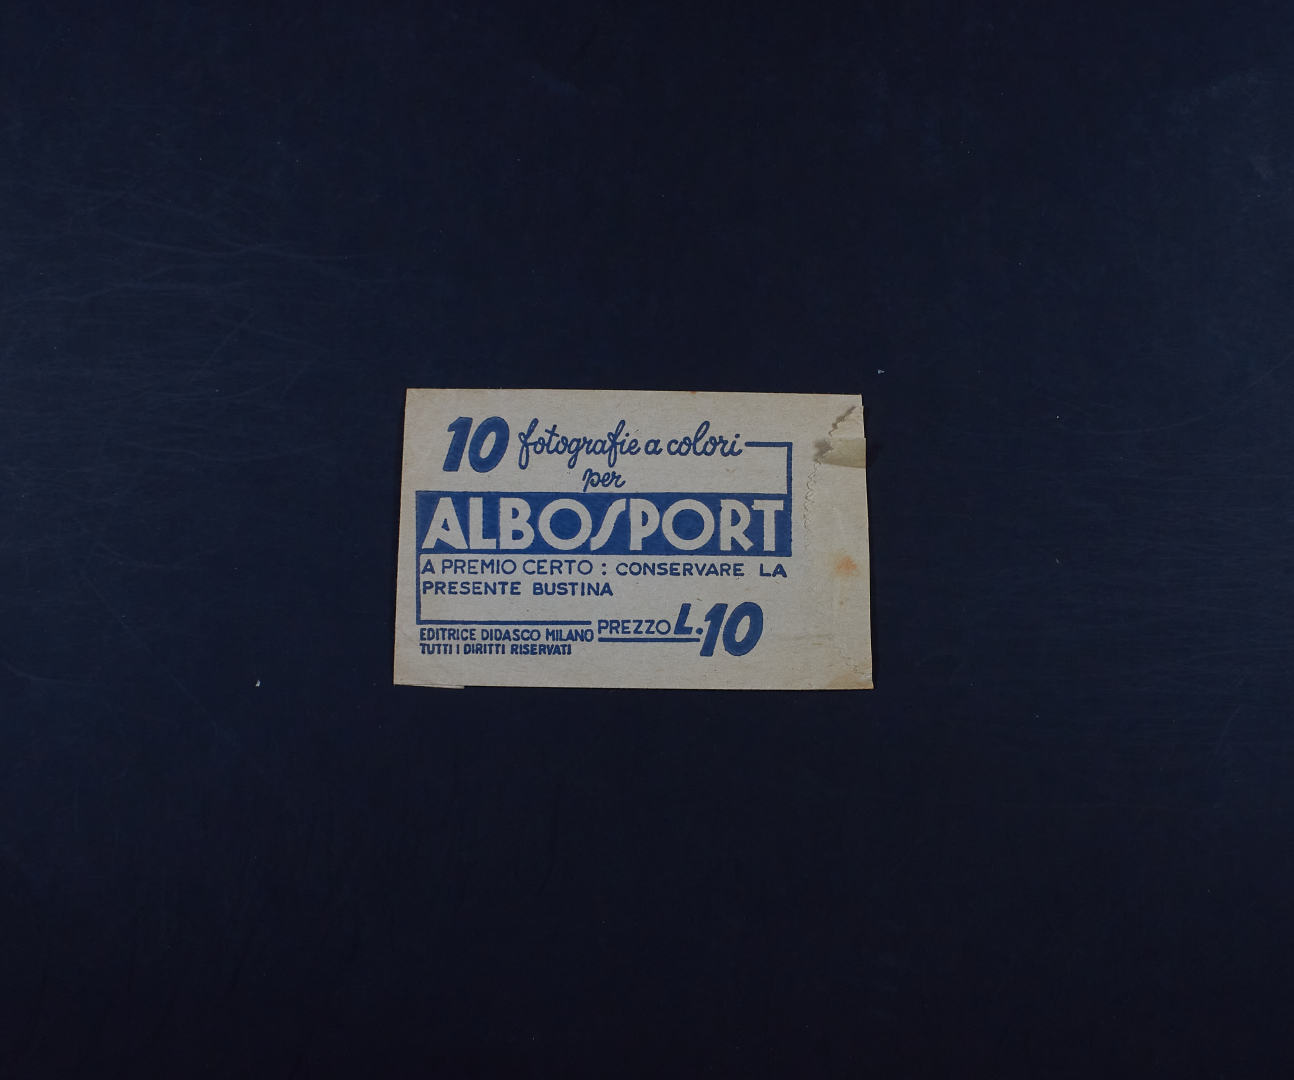 10 fotografie a colori
per
ALBOSPORT
A PREMIO CERTO : CONSERVARE LA
PRESENTE BUSTINA
EDITRICE DIDASCO MILANO
TUTTI I DIRITTI RISERVATI
PREZZO L.10